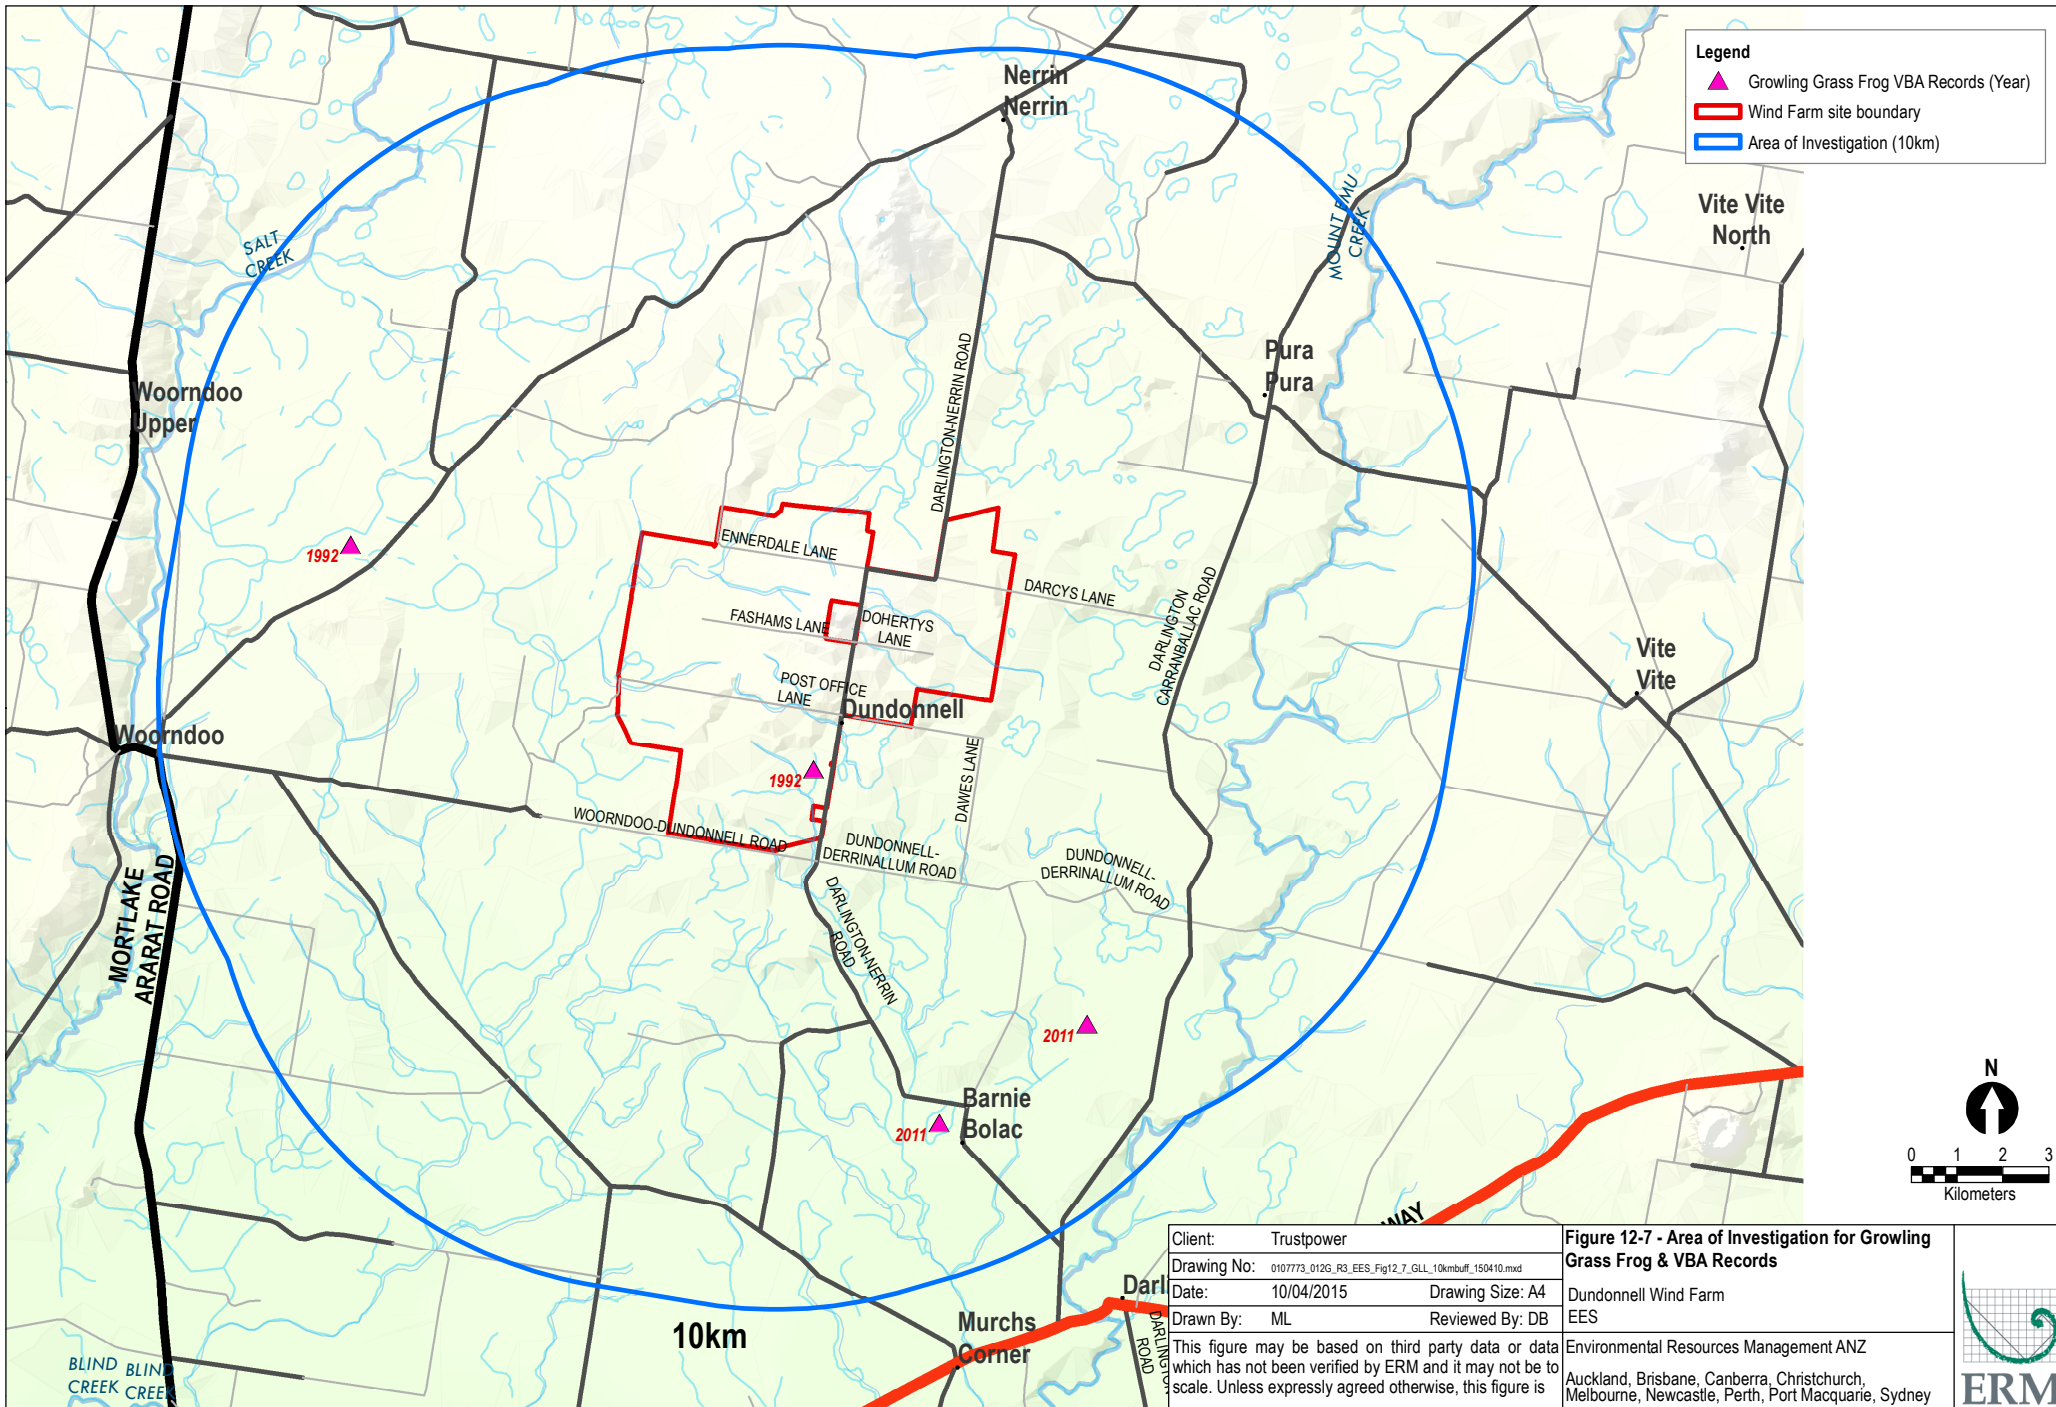 Legend
Growling Grass Frog VBA Records (Year)
Wind Farm site boundary
Area of Investigation (10km)
Nerrin
Nerrin
MOUNT EMU
CREEK
Vite Vite
North
SALT
CREEK
Pura
Pura
Woorndoo
Upper
DARLINGTON-NERRIN ROAD
1992
ENNERDALE LANE
DARCYS LANE
DARLINGTON
CARRANBALLAC ROAD
FASHAMS LANE
DOHERTYS
LANE
Vite
Vite
POST OFFICE
LANE
Dundonnell
Woorndoo
1992
DAWES LANE
WOORNDOO-DUNDONNELL ROAD
DUNDONNELL-
DERRINALLUM ROAD
DUNDONNELL-
DERRINALLUM ROAD
MORTLAKE
ARARAT ROAD
DARLINGTON-NERRIN
ROAD
2011
Barnie
Bolac
2011
N
0 1 2 3
Kilometers
WAY
Darli
DARLINGTO
ROAD
10km
Murchs
Corner
BLIND
CREEK
BLIND
CREEK
Client: Trustpower
Drawing No: 0107773_012G_R3_EES_Fig12_7_GLL_10kmbuff_150410.mxd
Date: 10/04/2015 Drawing Size: A4
Drawn By: ML Reviewed By: DB
This figure may be based on third party data or data
which has not been verified by ERM and it may not be to
scale. Unless expressly agreed otherwise, this figure is
Figure 12-7 - Area of Investigation for Growling
Grass Frog & VBA Records
Dundonnell Wind Farm
EES
Environmental Resources Management ANZ
Auckland, Brisbane, Canberra, Christchurch,
Melbourne, Newcastle, Perth, Port Macquarie, Sydney
ERM